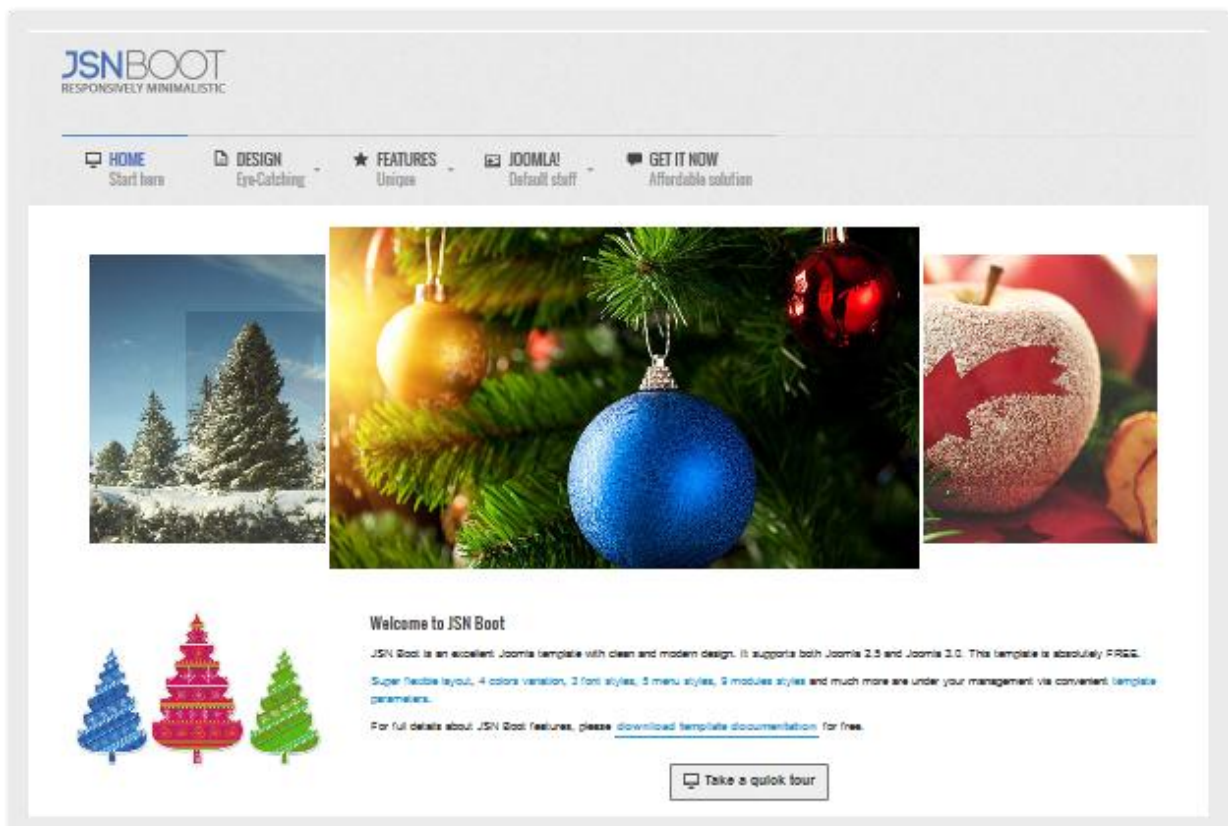 JSNBOOT
RESPONSIVELY MINIMALISTIC
HOME DESIGN FEATURES JOOMLA! GET IT NOW
Start here Eye-Catching Unique Default stuff Affordable solution
Welcome to JSN Boot
JSN Boot is an excellent Joomla template with clean and modern design. It supports both Joomla 2.5 and Joomla 3.0. This template is absolutely FREE.
Super flexible layout, 4 colors variation, 3 font styles, 5 menu styles, 9 modules styles and much more are under your management via convenient template
parameters.
For full details about JSN Boot features, please download template documentation for free.
Take a quick tour